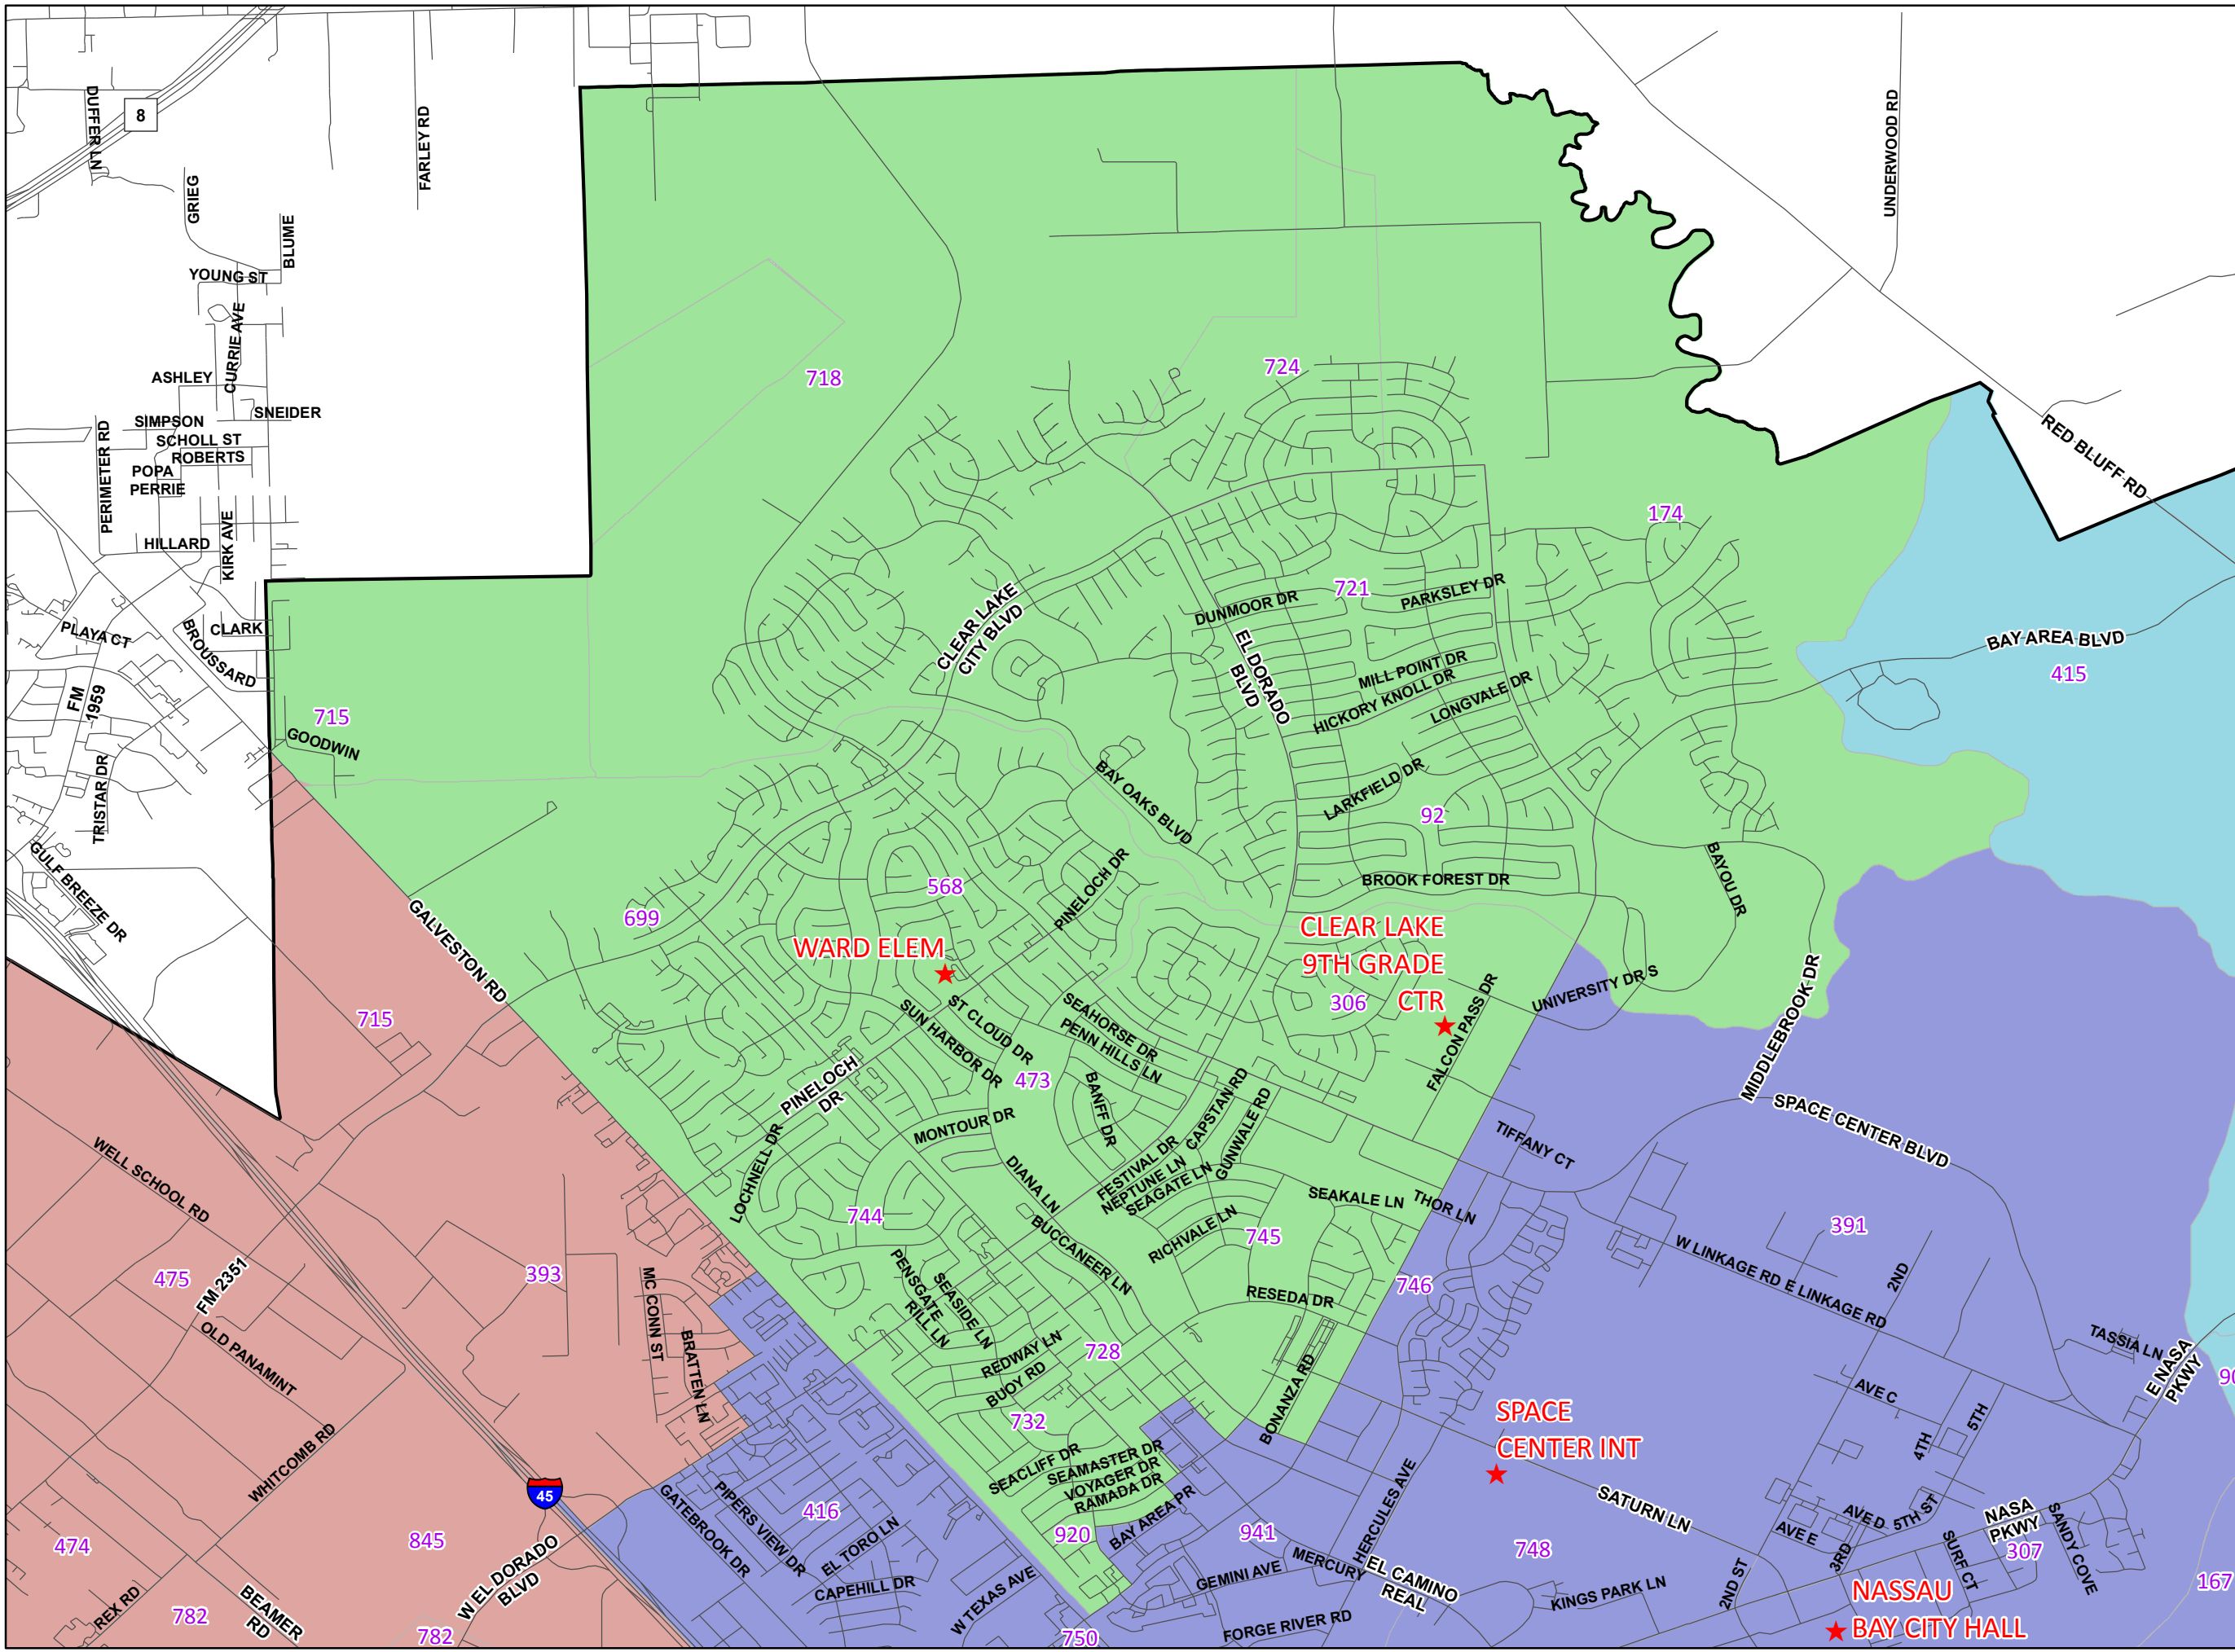 8
DUFFER LN
FARLEY RD
GRIEG
BLUME
UNDERWOOD RD
YOUNG ST
CURRIE AVE
ASHLEY
SNEIDER
SIMPSON
SCHOLL ST
ROBERTS
POPA
PERRIE
PERIMETER RD
HILLARD
KIRK AVE
718
724
RED BLUFF RD
174
721
PARKSLEY DR
DUNMOOR DR
CLEAR LAKE
CITY BLVD
EL DORADO
BLVD
PLAYA CT
BROUSSARD
CLARK
BAY AREA BLVD
415
MILL POINT DR
HICKORY KNOLL DR
LONGVALE DR
FM
1959
715
GOODWIN
TRISTAR DR
BAY OAKS BLVD
LARKFIELD DR
92
GULF BREEZE DR
BROOK FOREST DR
BAYOU DR
568
PINELOCH DR
699
GALVESTON RD
WARD ELEM
CLEAR LAKE
9TH GRADE
CTR
306
FALCON PASS DR
UNIVERSITY DR S
MIDDLEBROOK DR
715
SUN HARBOR DR
ST CLOUD DR
SEAHORSE DR
PENN HILLS LN
473
PINELOCH
DR
BANFF DR
CAPSTAN RD
GUNWALE RD
MONTOUR DR
SPACE CENTER BLVD
TIFFANY CT
WELL SCHOOL RD
LOCHNELL DR
DIANA LN
FESTIVAL DR
NEPTUNE LN
SEAGATE LN
SEAKALE LN
THOR LN
744
BUCCANEER LN
RICHVALE LN
745
391
W LINKAGE RD
E LINKAGE RD
2ND
475
FM 2351
393
MC CONN ST
PENSGATE
RILL LN
SEASIDE LN
746
RESEDA DR
OLD PANAMINT
BRATTEN LN
REDWAY LN
728
BUOY RD
TASSIA LN
E NASA
PKWY
90
AVE C
732
BONANZA RD
SPACE
CENTER INT
WHITCOMB RD
SEACLIFF DR
SEAMASTER DR
VOYAGER DR
RAMADA DR
4TH
5TH
45
GATEBROOK DR
PIPERS VIEW DR
416
BAY AREA PR
HERCULES AVE
SATURN LN
AVE D
5TH ST
NASA
PKWY
SANDY COVE
474
845
EL TORO LN
920
941
AVE E
3RD
SURF CT
307
748
W EL DORADO
BLVD
CAPEHILL DR
W TEXAS AVE
GEMINI AVE
MERCURY
EL CAMINO
REAL
KINGS PARK LN
2ND ST
167
REX RD
782
BEAMER
RD
782
750
FORGE RIVER RD
NASSAU
BAY CITY HALL